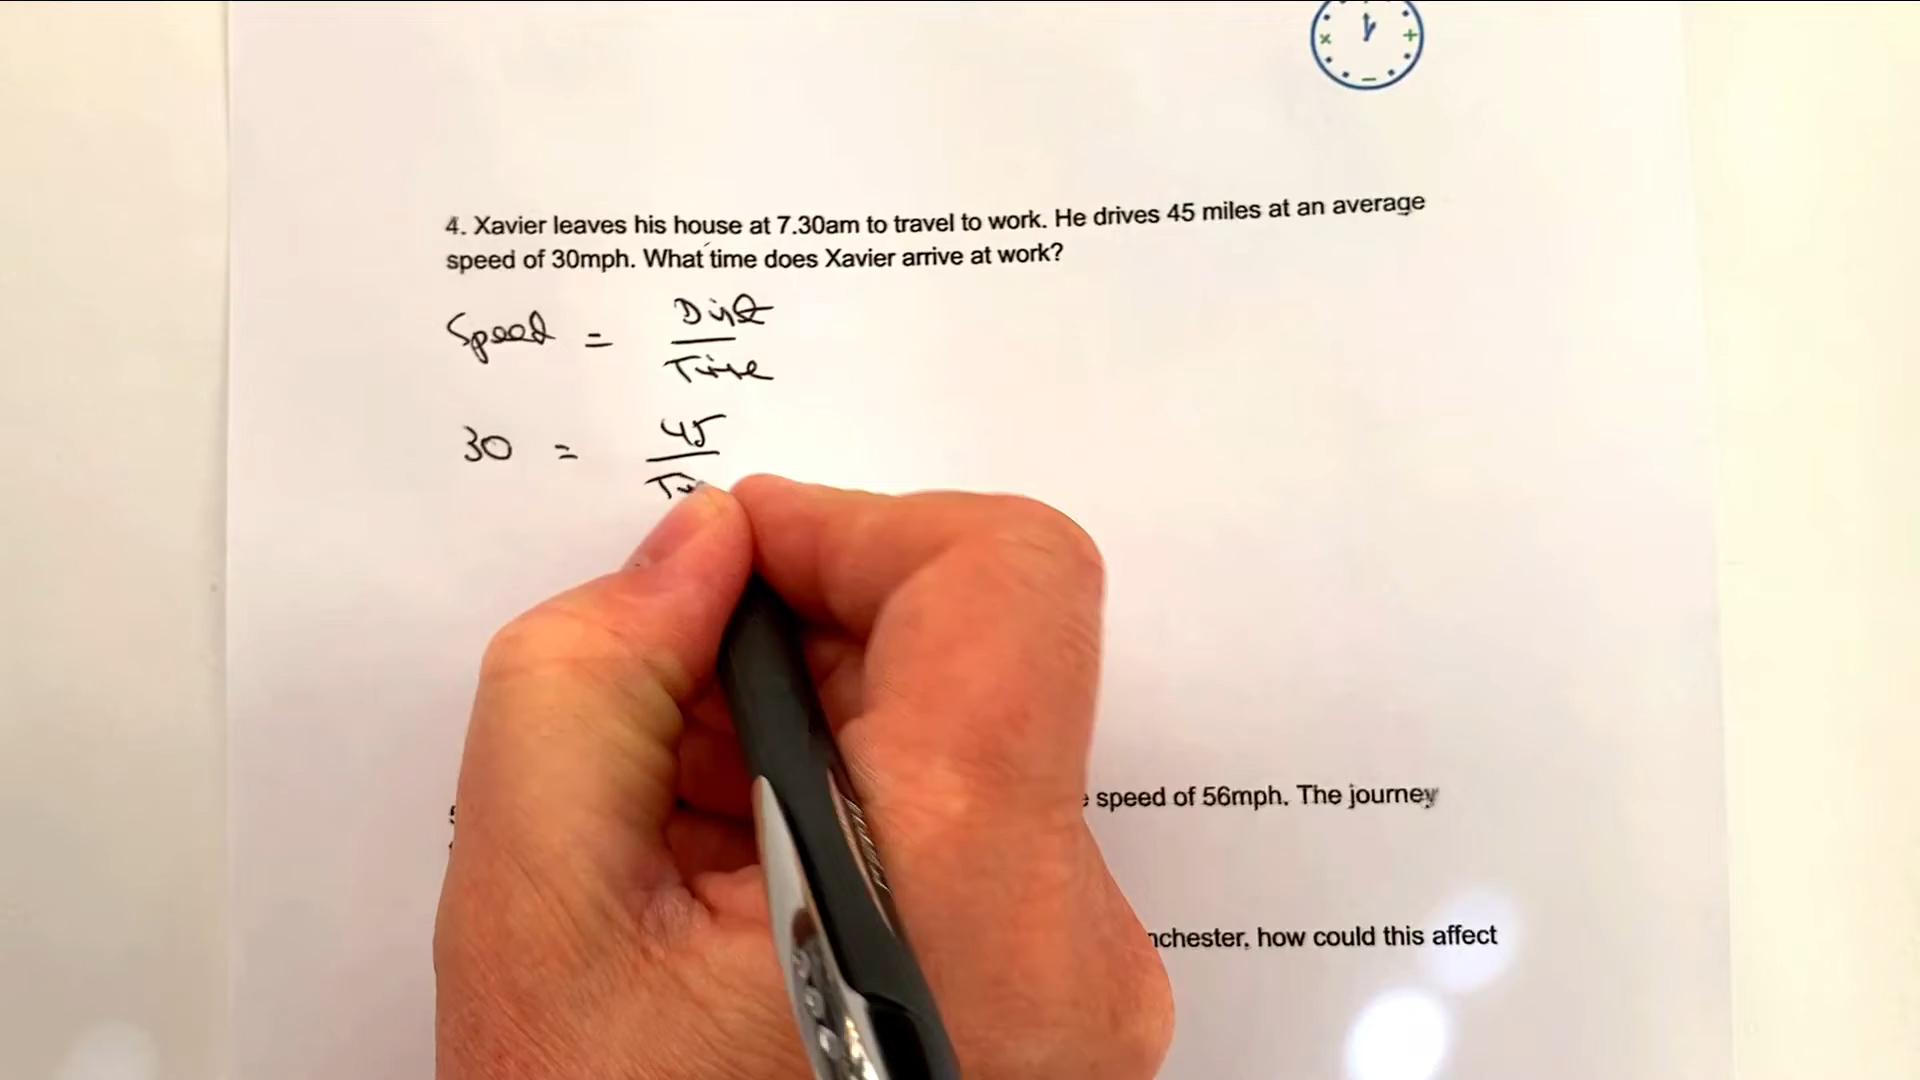 4. Xavier leaves his house at 7.30am to travel to work. He drives 45 miles at an average
speed of 30mph. What time does Xavier arrive at work?
Speed = Dist
Time
30 = 45
speed of 56mph. The journey
how could this affect